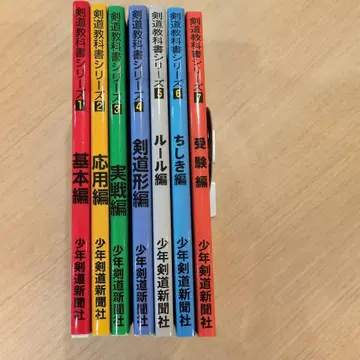 剣道教科書シリーズ1 基本編 少年剣道新聞社
剣道教科書シリーズ2 応用編 少年剣道新聞社
剣道教科書シリーズ3 実戦編 少年剣道新聞社
剣道教科書シリーズ4 剣道形編 少年剣道新聞社
剣道教科書シリーズ5 ルール編 少年剣道新聞社
剣道教科書シリーズ6 ちしき編 少年剣道新聞社
剣道教科書シリーズ7 受験編 少年剣道新聞社